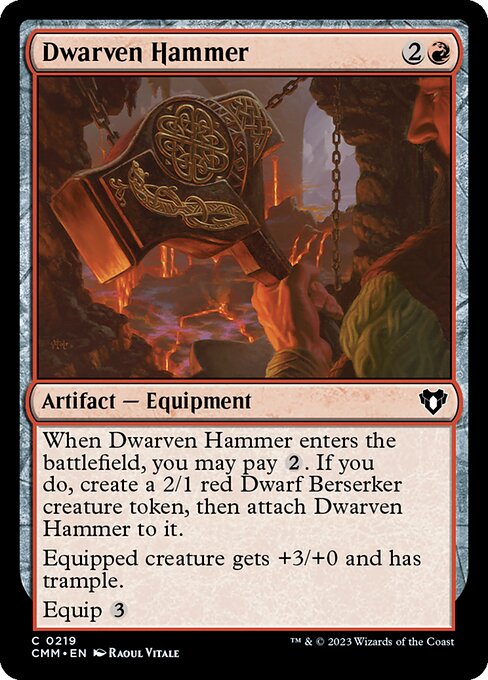 Dwarven Hammer 2
Artifact — Equipment
When Dwarven Hammer enters the
battlefield, you may pay 2. If you
do, create a 2/1 red Dwarf Berserker
creature token, then attach Dwarven
Hammer to it.
Equipped creature gets +3/+0 and has
trample.
Equip 3
C 0219
CMM • EN Raoul Vitale
™ & © 2023 Wizards of the Coast